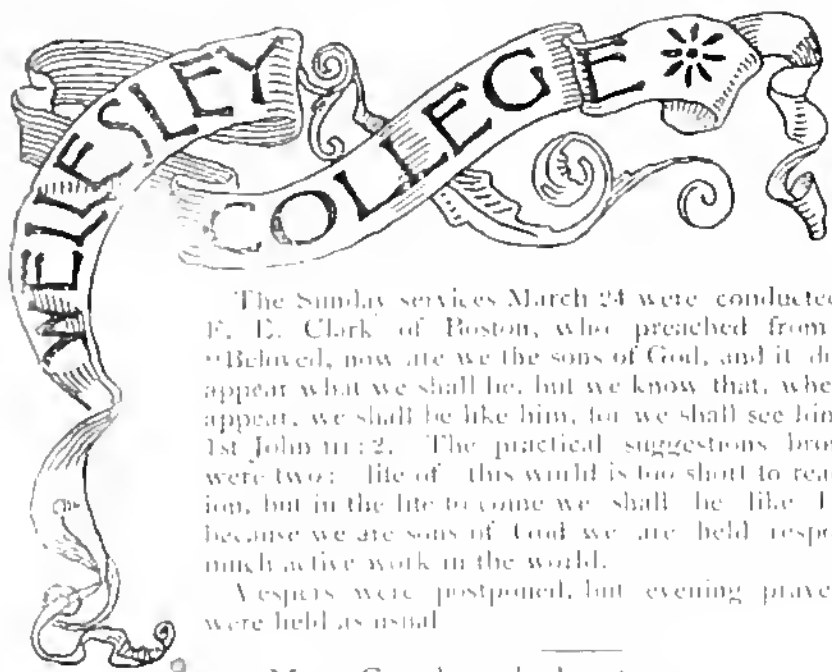 WELLESLEY
COLLEGE
The Sunday services March 24 were conducted
F. E. Clark of Boston, who preached from
"Beloved, now are we the sons of God, and it do
appear what we shall be, but we know that, whe
appear, we shall be like him, for we shall see him
1st John iii: 2. The practical suggestions bro
were two: life of this world is too short to rea
ion, but in the life to come we shall be like
because we are sons of God we are held resp
much active work in the world.
Vespers were postponed, but evening praye
were held as usual